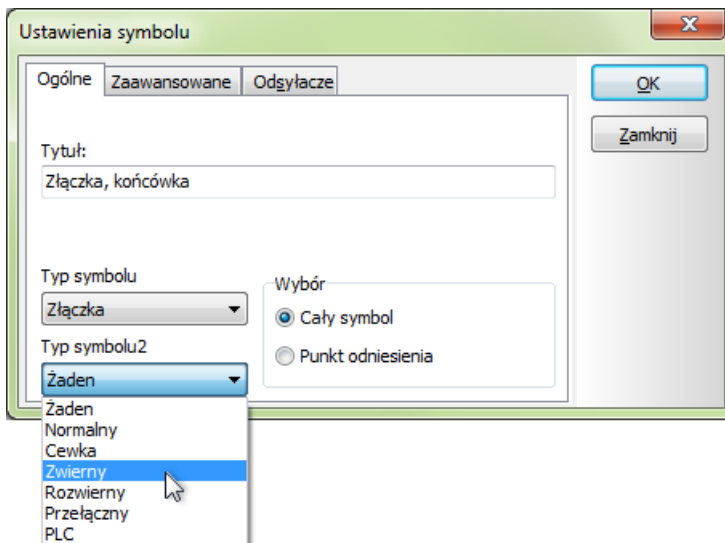 Ustawienia symbolu
Ogólne Zaawansowane Odsyłacze
OK
Zamknij
Tytuł:
Złączka, końcówka
Typ symbolu
Złączka
Typ symbolu2
Żaden
Wybór
Cały symbol
Punkt odniesienia
Żaden
Normalny
Cewka
Zwierny
Rozwierny
Przełączny
PLC